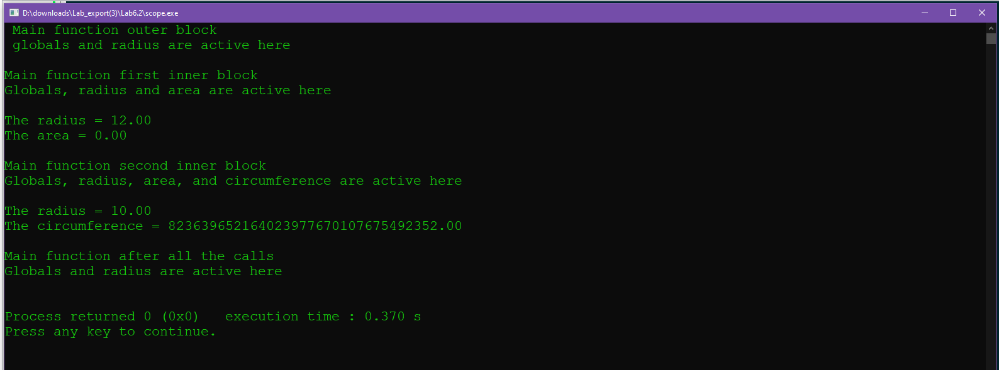 D:\downloads\Lab_export(3)\Lab6.2\scope.exe
Main function outer block
globals and radius are active here
Main function first inner block
Globals, radius and area are active here
The radius = 12.00
The area = 0.00
Main function second inner block
Globals, radius, area, and circumference are active here
The radius = 10.00
The circumference = 823639652164023977670107675492352.00
Main function after all the calls
Globals and radius are active here
Process returned 0 (0x0)   execution time : 0.370 s
Press any key to continue.